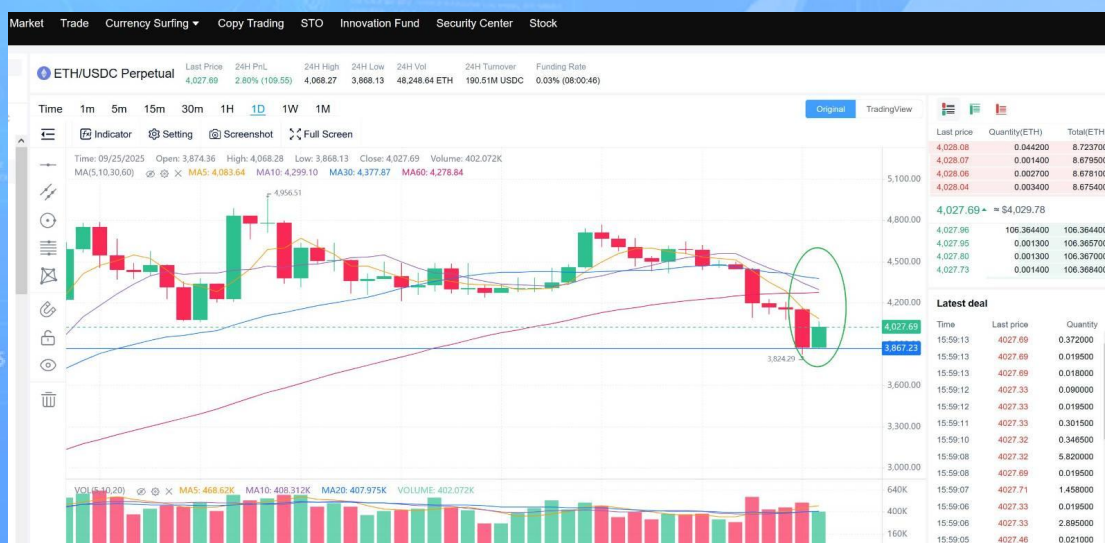 Market Trade Currency Surfing Copy Trading STO Innovation Fund Security Center Stock
ETH/USDC Perpetual
Last Price 24H PnL 24H High 24H Low 24H Vol 24H Turnover Funding Rate
4,027.69 2.80% (109.55) 4,068.27 3,868.13 48,248.64 ETH 190.51M USDC 0.03% (08:00:46)
Time 1m 5m 15m 30m 1H 1D 1W 1M Original TradingView
Indicator Setting Screenshot Full Screen
Time: 09/25/2025 Open: 3,874.36 High: 4,068.28 Low: 3,868.13 Close: 4,027.69 Volume: 402.072K
MA(5,10,30,60) MA5: 4,083.64 MA10: 4,299.10 MA30: 4,377.87 MA60: 4,278.84
4,956.51
3,824.29
5,100.00
4,800.00
4,500.00
4,200.00
4,027.69
3,867.23
3,600.00
3,300.00
3,000.00
VOL(5,10,20) MA5: 468.62K MA10: 408.312K MA20: 407.975K VOLUME: 402.072K
640K
400K
160K
Last price Quantity(ETH) Total(ETH
4,028.08 0.044200 8.723700
4,028.07 0.001400 8.679500
4,028.06 0.002700 8.678100
4,028.04 0.003400 8.675400
4,027.69 ≈ $4,029.78
4,027.96 106.364400 106.364400
4,027.95 0.001300 106.365700
4,027.80 0.001300 106.367000
4,027.73 0.001400 106.368400
Latest deal
Time Last price Quantity
15:59:13 4027.69 0.372000
15:59:13 4027.69 0.019500
15:59:13 4027.69 0.018000
15:59:12 4027.33 0.090000
15:59:12 4027.33 0.019500
15:59:11 4027.33 0.301500
15:59:10 4027.32 0.346500
15:59:08 4027.32 5.820000
15:59:08 4027.69 0.019500
15:59:07 4027.71 1.458000
15:59:06 4027.33 0.019500
15:59:06 4027.33 2.895000
15:59:05 4027.46 0.021000